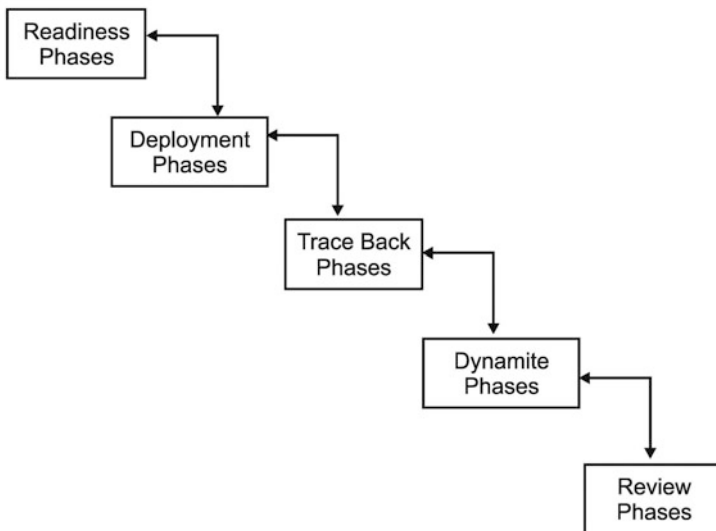 Readiness
Phases
Deployment
Phases
Trace Back
Phases
Dynamite
Phases
Review
Phases